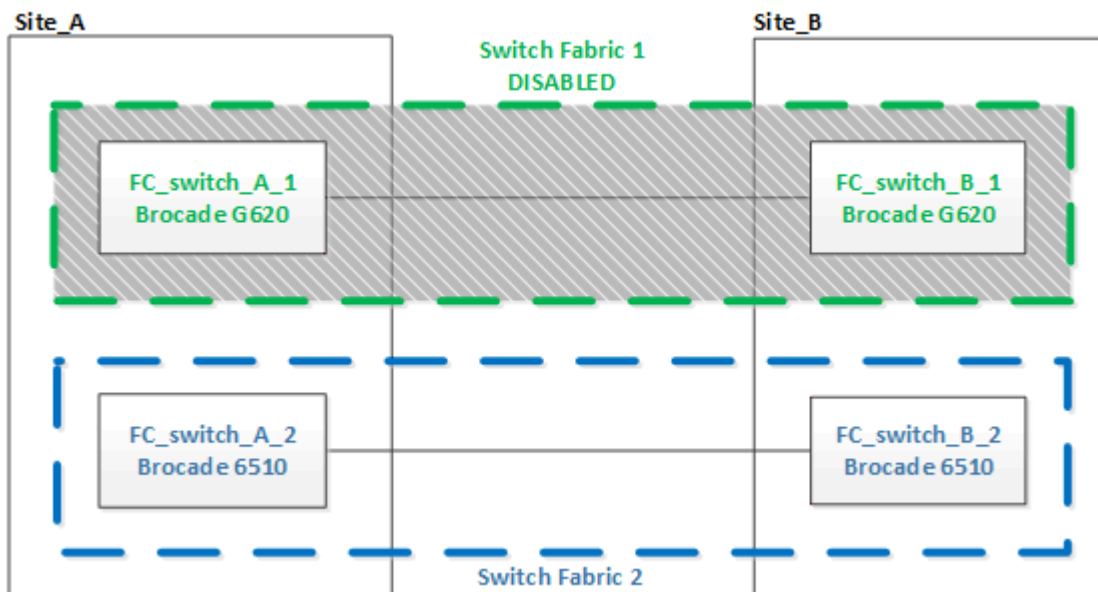 Site_A
Site_B
Switch Fabric 1
DISABLED
FC_switch_A_1
Brocade G620
FC_switch_B_1
Brocade G620
FC_switch_A_2
Brocade 6510
FC_switch_B_2
Brocade 6510
Switch Fabric 2